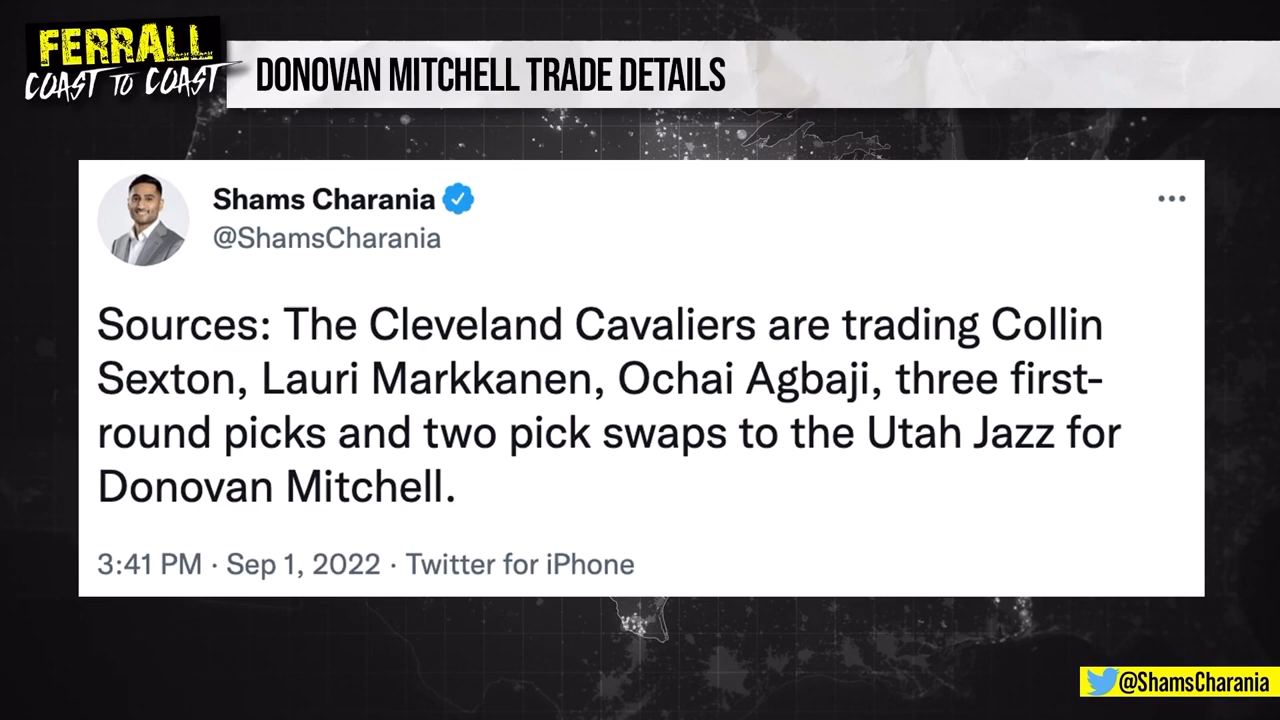 FERRALL
COAST TO COAST
DONOVAN MITCHELL TRADE DETAILS
Shams Charania
@ShamsCharania
Sources: The Cleveland Cavaliers are trading Collin
Sexton, Lauri Markkanen, Ochai Agbaji, three first-
round picks and two pick swaps to the Utah Jazz for
Donovan Mitchell.
3:41 PM · Sep 1, 2022 · Twitter for iPhone
@ShamsCharania